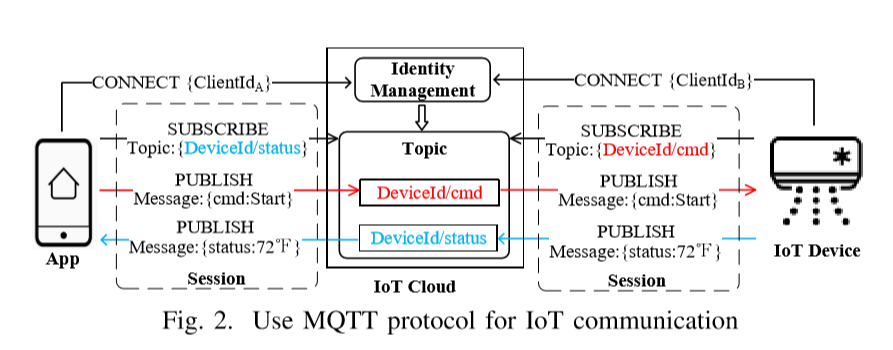 CONNECT {ClientIdA}
SUBSCRIBE
Topic:{DeviceId/status}
PUBLISH
Message:{cmd:Start}
PUBLISH
Message:{status:72°F}
Session
App
Identity
Management
Topic
DeviceId/cmd
DeviceId/status
IoT Cloud
CONNECT {ClientIdB}
SUBSCRIBE
Topic:{DeviceId/cmd}
PUBLISH
Message:{cmd:Start}
PUBLISH
Message:{status:72°F}
Session
IoT Device
Fig. 2. Use MQTT protocol for IoT communication